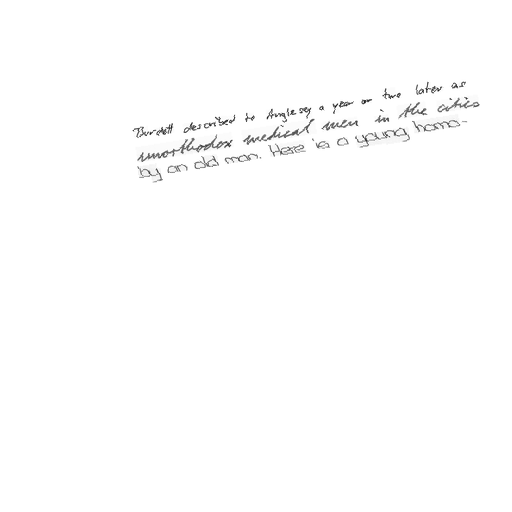 Burdett described to Anglesey a year or two later as
unorthodox medical men in the cities
by an old man. Here is a young homo-